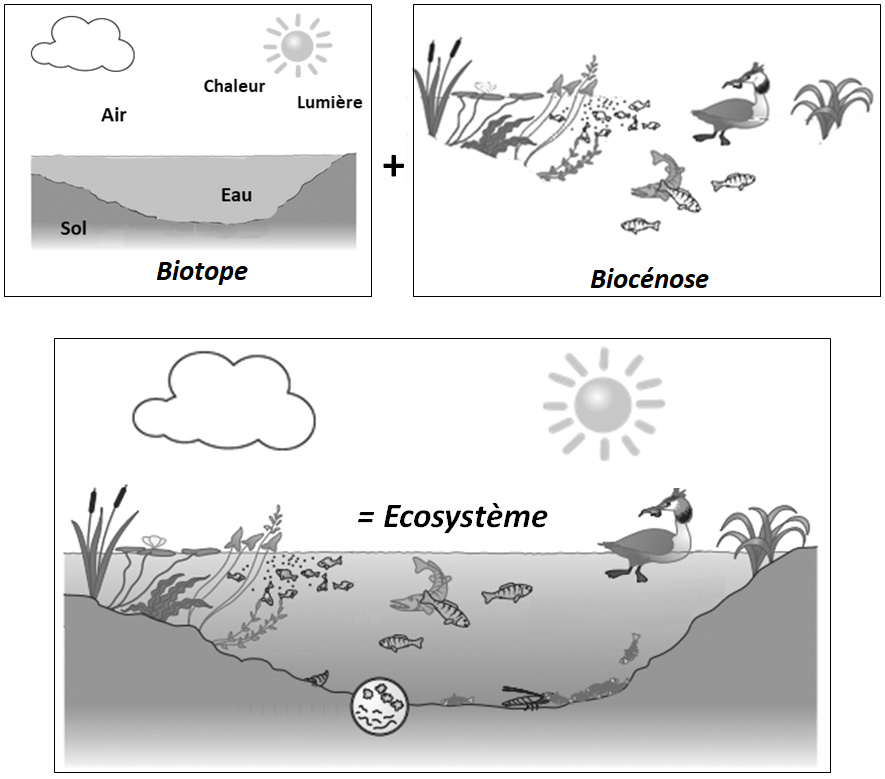 Chaleur
Lumière
Air
Eau
Sol
Biotope
+
Biocénose
= Ecosystème